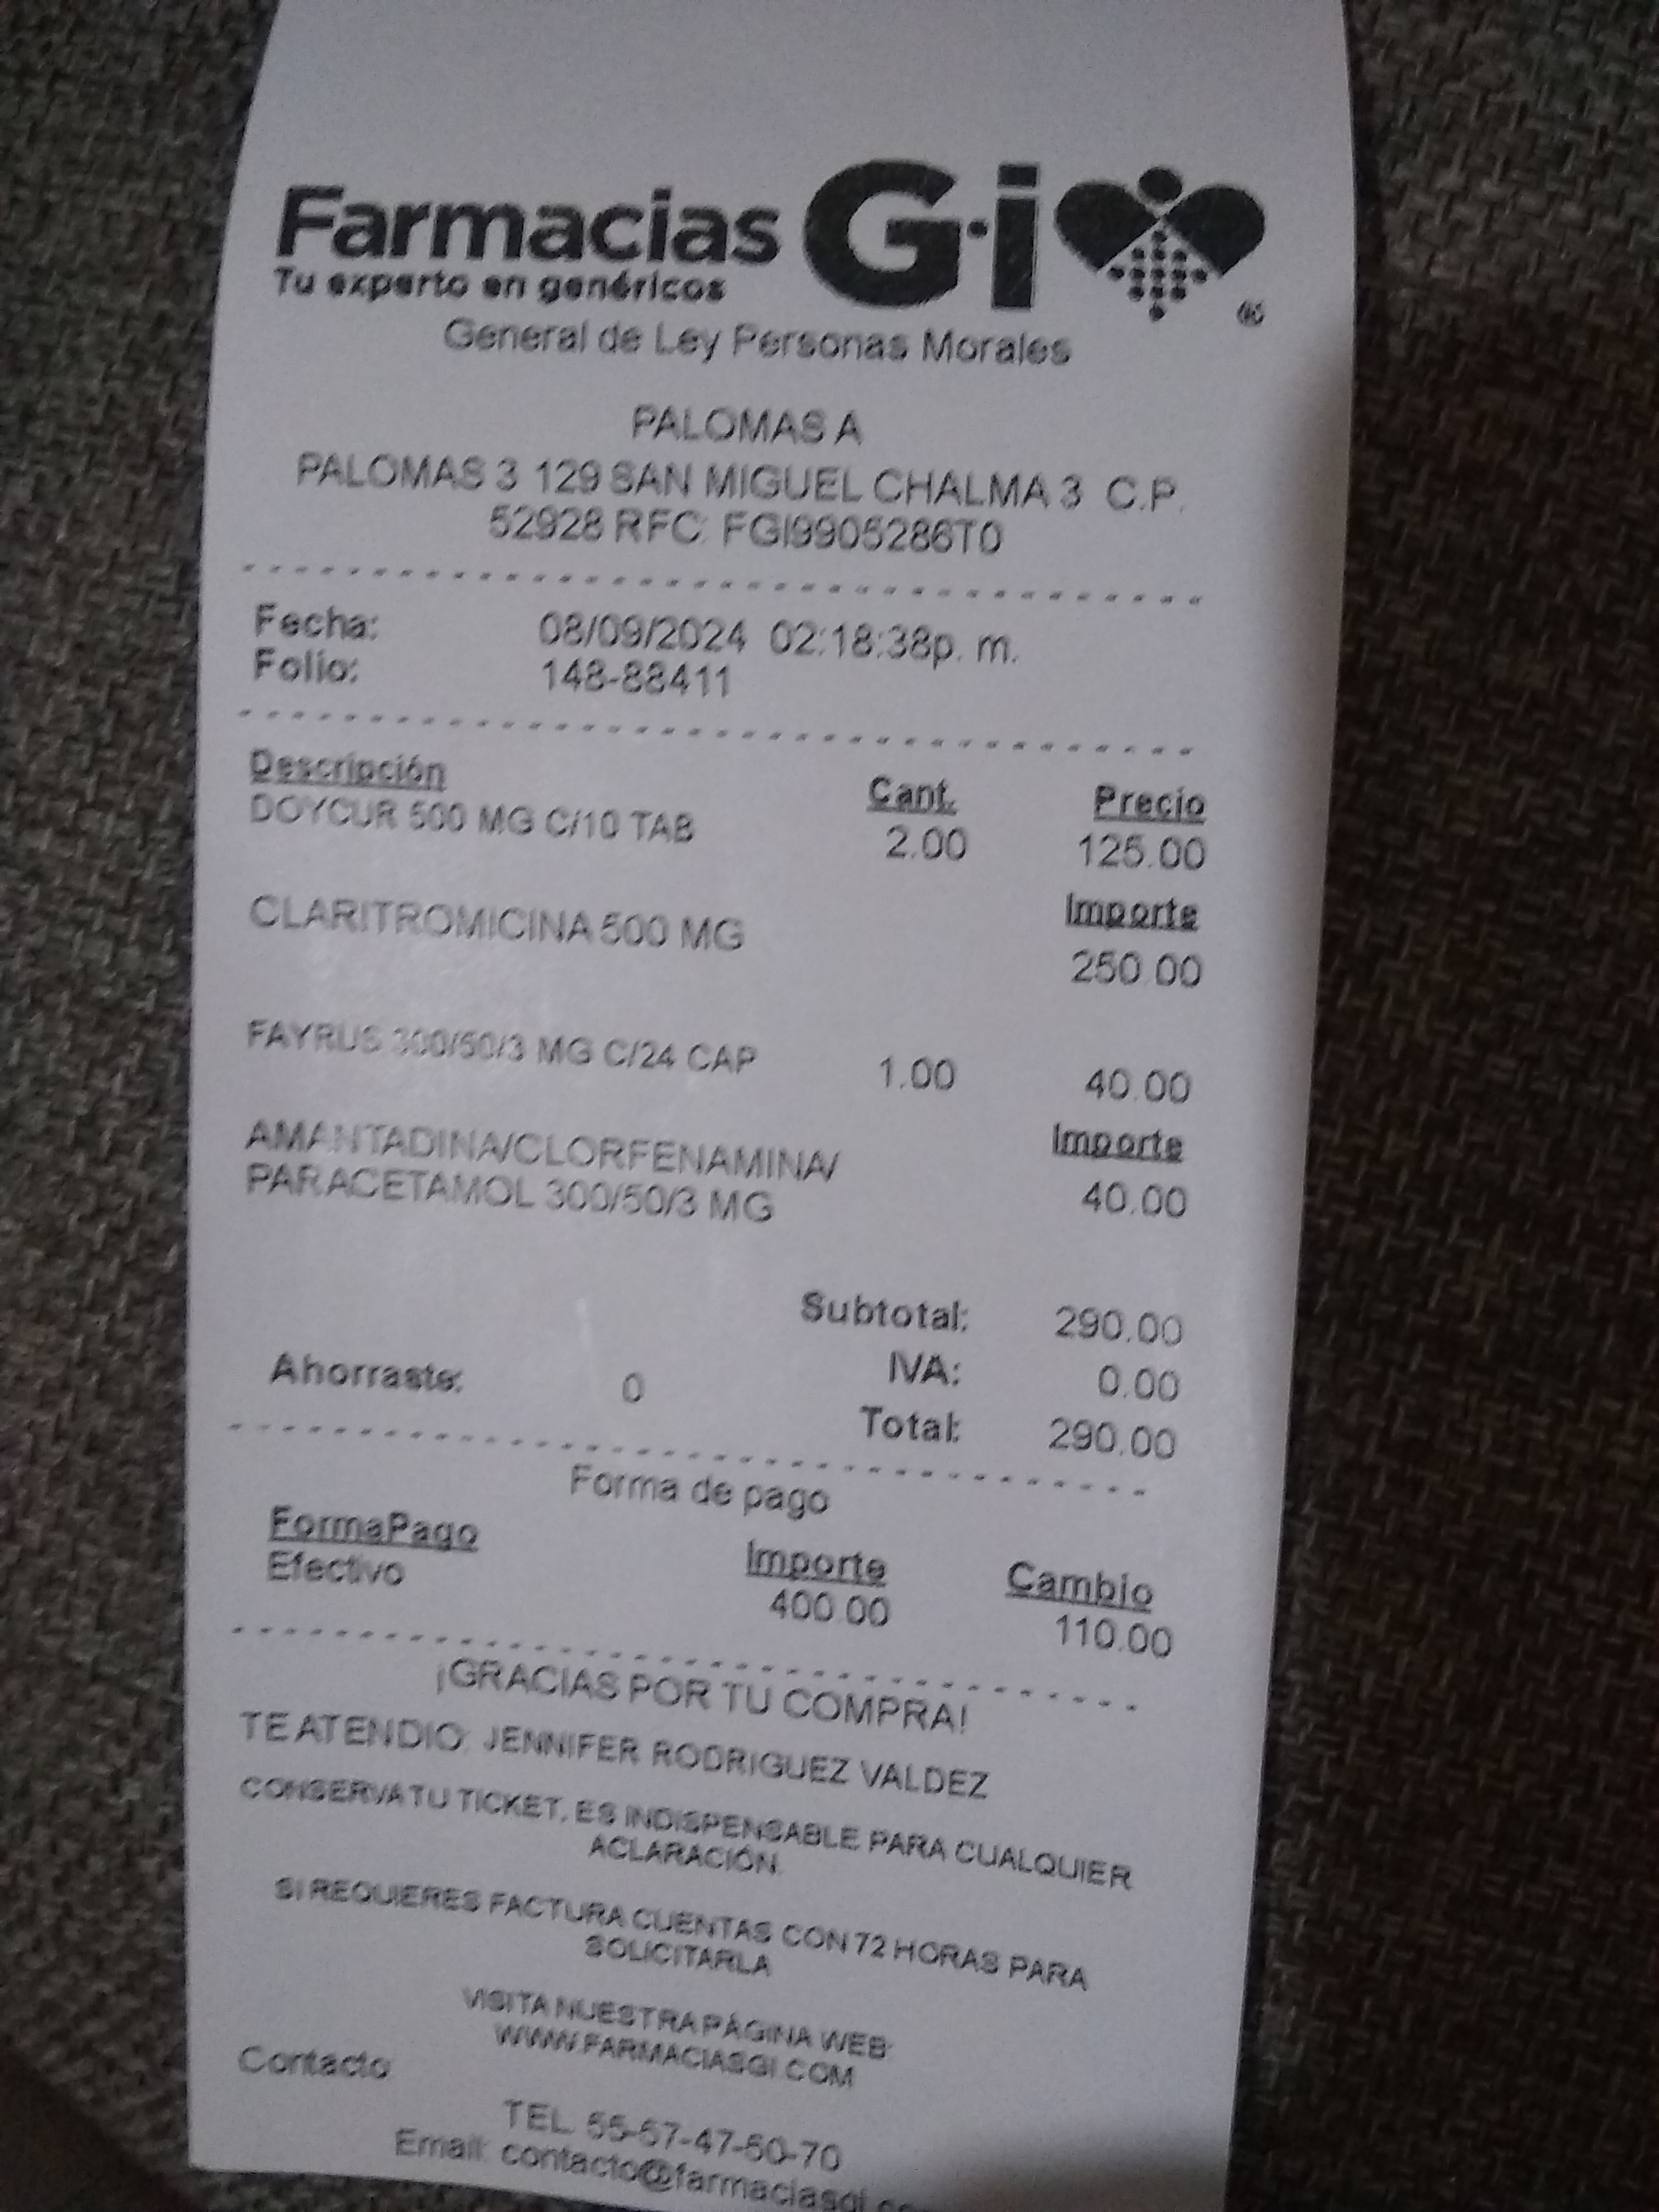 Farmacias G·i
Tu experto en genéricos
General de Ley Personas Morales
PALOMAS A
PALOMAS 3 129 SAN MIGUEL CHALMA 3 C.P.
52928 RFC: FGI9905286T0
Fecha: 08/09/2024 02:18:38p. m.
Folio: 148-88411
Descripción Cant. Precio
DOYCUR 500 MG C/10 TAB 2.00 125.00
CLARITROMICINA 500 MG Importe
250.00
FAYRUS 300/50/3 MG C/24 CAP 1.00 40.00
AMANTADINA/CLORFENAMINA/ Importe
PARACETAMOL 300/50/3 MG 40.00
Subtotal: 290.00
Ahorraste: 0 IVA: 0.00
Total: 290.00
Forma de pago
FormaPago Importe Cambio
Efectivo 400.00 110.00
¡GRACIAS POR TU COMPRA!
TE ATENDIO: JENNIFER RODRIGUEZ VALDEZ
CONSERVA TU TICKET, ES INDISPENSABLE PARA CUALQUIER
ACLARACIÓN.
SI REQUIERES FACTURA CUENTAS CON 72 HORAS PARA
SOLICITARLA
VISITA NUESTRA PÁGINA WEB:
WWW.FARMACIASGI.COM
Contacto
TEL. 55-57-47-50-70
Email: contacto@farmaciasgi